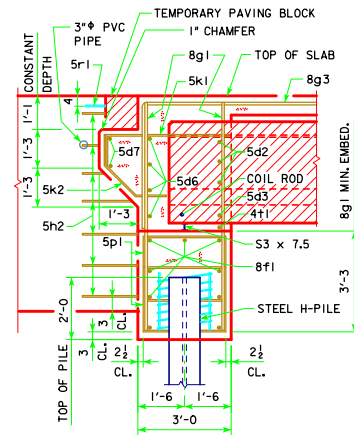 TEMPORARY PAVING BLOCK
3"Φ PVC
PIPE
1" CHAMFER
CONSTANT
DEPTH
5r1
8g1
TOP OF SLAB
5k1
8g3
4
1'-1
1'-3
1'-3
5d7
5d6
5d2
COIL ROD
5d3
4t1
5k2
5h2
1'-3
5p1
S3 x 7.5
8f1
8g1 MIN. EMBED.
3'-3
2'-0
3
CL.
STEEL H-PILE
TOP OF PILE
3
CL.
2½
CL.
2½
CL.
1'-6
1'-6
3'-0